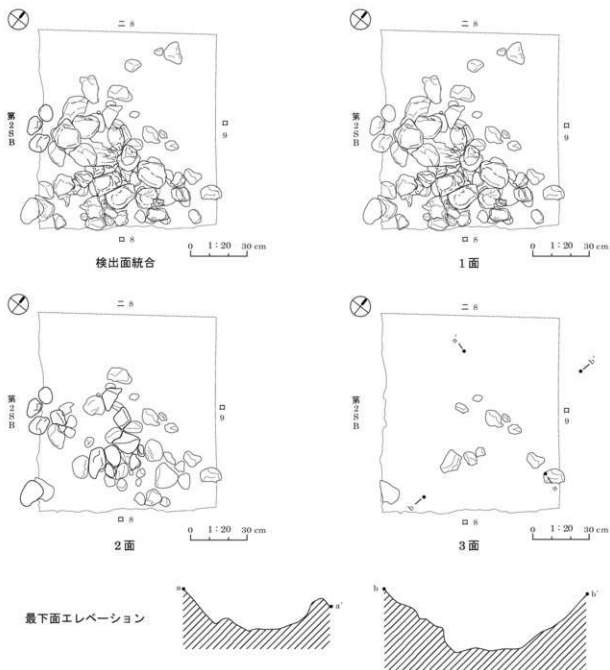 ニ 8
第2SB
ロ 9
ロ 8
検出面統合
0 1:20 30 cm
ニ 8
第2SB
ロ 9
ロ 8
1面
0 1:20 30 cm
ニ 8
第2SB
ロ 9
ロ 8
2面
0 1:20 30 cm
ニ 8
第2SB
a'
b'
ロ 9
a
b
ロ 8
3面
0 1:20 30 cm
最下面エレベーション
a
a'
b
b'